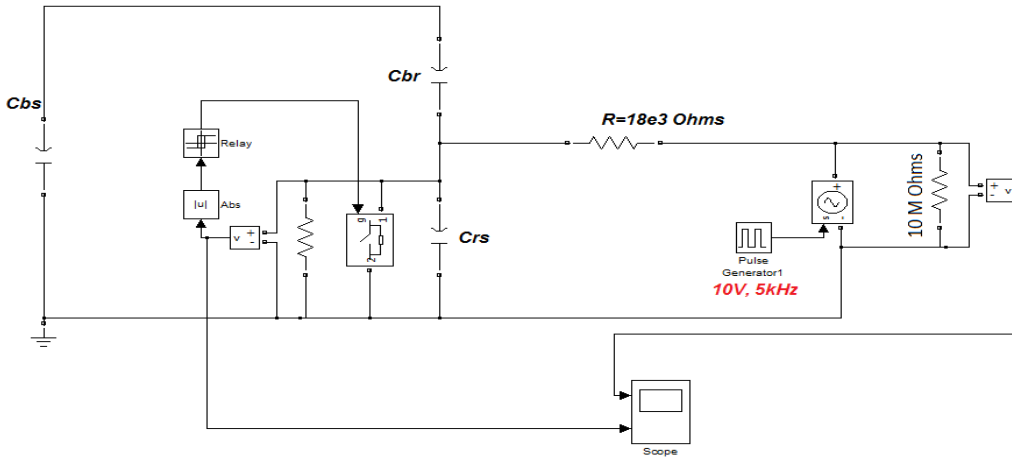 Cbr
Cbs
R=18e3 Ohms
Relay
|u|
Abs
v
+
-
g
1
2
Crs
+
s
-
10 M Ohms
+
-
v
Pulse
Generator1
10V, 5kHz
Scope